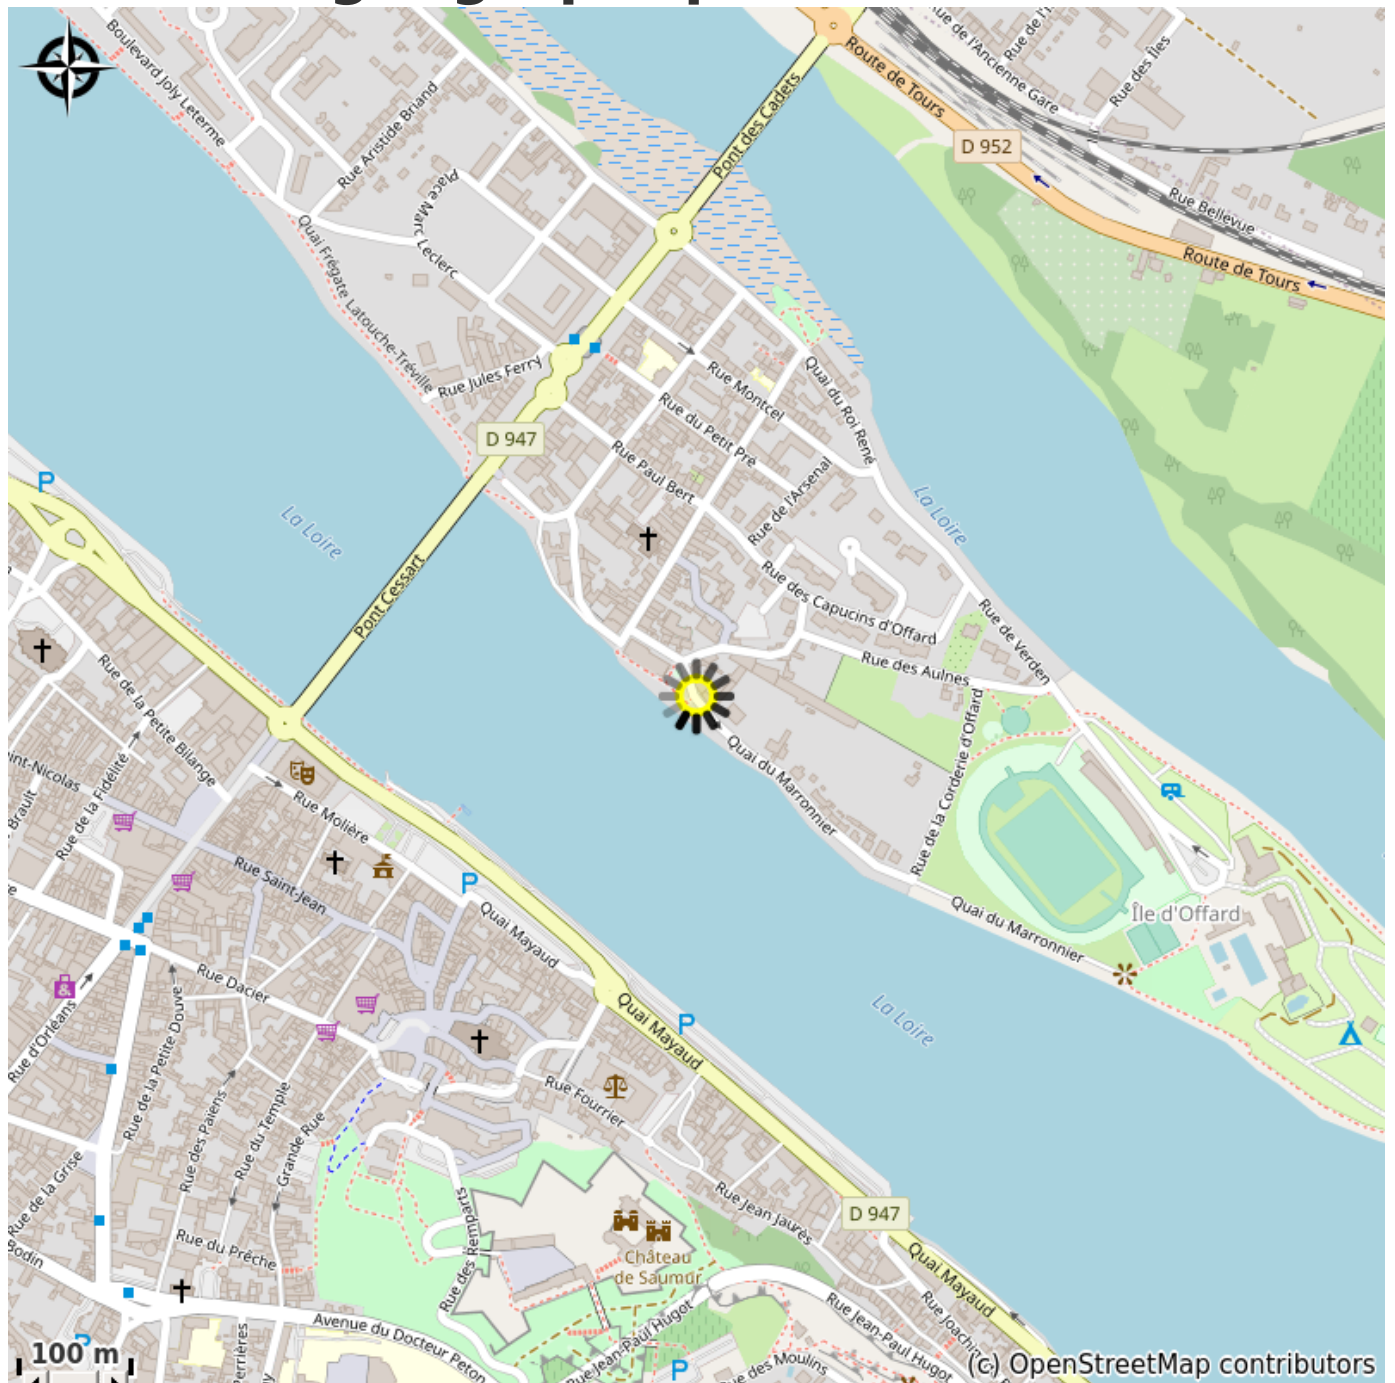 Boulevard Joly Leterme
Rue Aristide Briand
Place Marc Leclerc
Quai Frégate Latouche-Tréville
Pont des Cadets
Route de Tours
Rue de l'Ancienne Gare
Rue des Îles
D 952
Rue Bellevue
Route de Tours
Rue Jules Ferry
D 947
Rue Montcel
Quai du Roi René
Rue du Petit Pré
Rue Paul Bert
Rue de l'Arsenal
La Loire
La Loire
P
Pont Cessart
Rue des Capucins d'Offard
Rue de Verden
Rue des Aulnes
Rue de la Corderie d'Offard
Quai du Marronnier
Rue de la Petite Bilange
Rue de la Fidélité
Rue Molière
Rue Saint-Jean
P
Quai Mayaud
Île d'Offard
Quai du Marronnier
Rue Dacier
Rue d'Orléans
Rue de la Petite Douve
La Loire
P
Quai Mayaud
Rue des Païens
Rue du Temple
Grande Rue
Rue Fourrier
Rue de la Grise
Rue Jean Jaurès
D 947
Rue des Remparts
Château
de Saumur
Quai Mayaud
Rue du Prêche
Bodin
Avenue du Docteur Peton
Rue Jean-Paul Hugot
Rue Jean-Paul Hugot
Rue Joachim
P
P
Rue des Moulins
100 m
(c) OpenStreetMap contributors